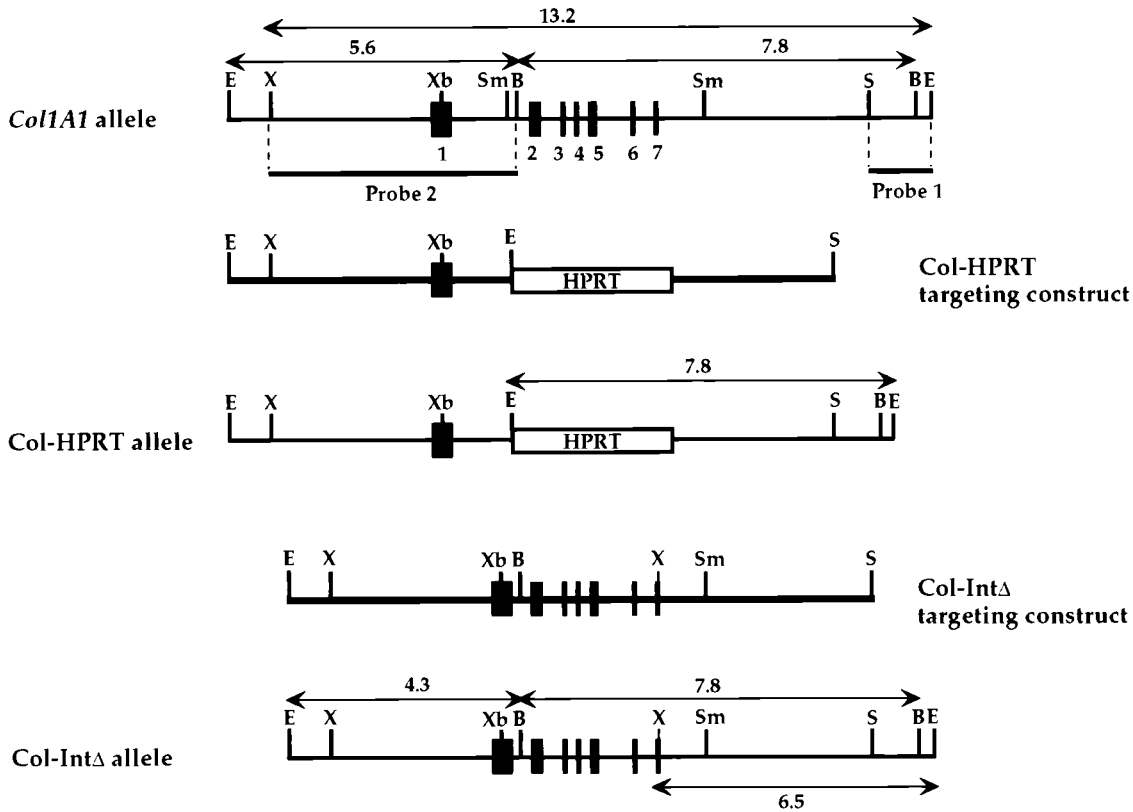 13.2
5.6 7.8
E X Xb Sm B Sm S B E
Col1A1 allele
1 2 3 4 5 6 7
Probe 2 Probe 1
E X Xb E S
HPRT
Col-HPRT
targeting construct
7.8
E X Xb E S B E
Col-HPRT allele
HPRT
E X Xb B X Sm S
Col-IntΔ
targeting construct
4.3 7.8
E X Xb B X Sm S B E
Col-IntΔ allele
6.5